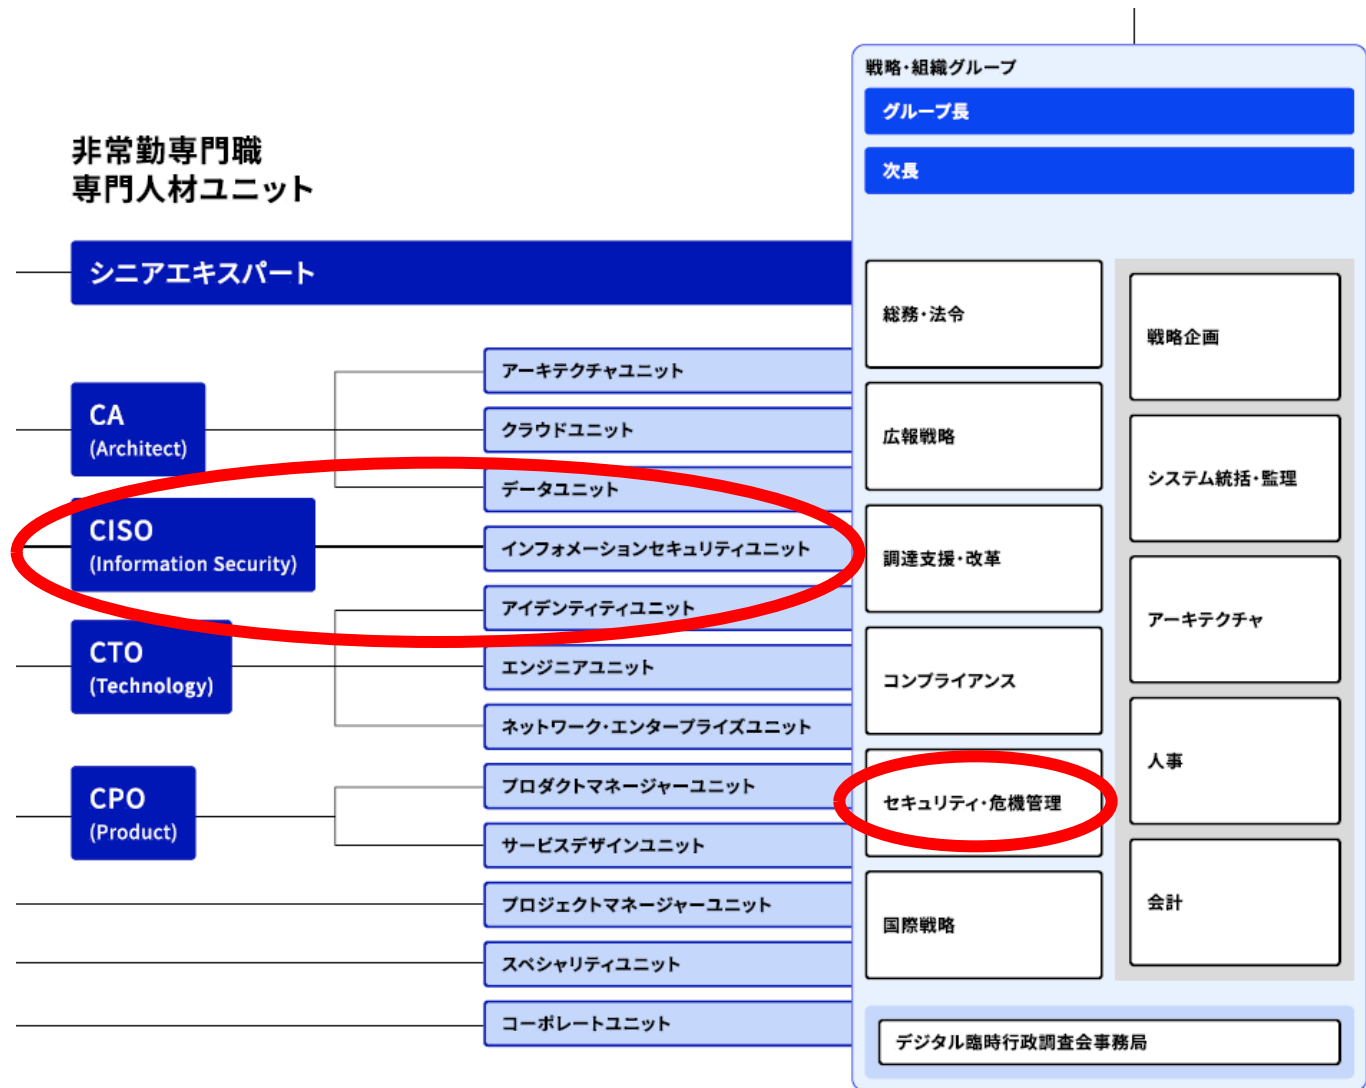 非常勤専門職
専門人材ユニット
シニアエキスパート
CA
(Architect)
CISO
(Information Security)
CTO
(Technology)
CPO
(Product)
アーキテクチャユニット
クラウドユニット
データユニット
インフォメーションセキュリティユニット
アイデンティティユニット
エンジニアユニット
ネットワーク・エンタープライズユニット
プロダクトマネージャーユニット
サービスデザインユニット
プロジェクトマネージャーユニット
スペシャリティユニット
コーポレートユニット
戦略・組織グループ
グループ長
次長
総務・法令
広報戦略
調達支援・改革
コンプライアンス
セキュリティ・危機管理
国際戦略
戦略企画
システム統括・監理
アーキテクチャ
人事
会計
デジタル臨時行政調査会事務局